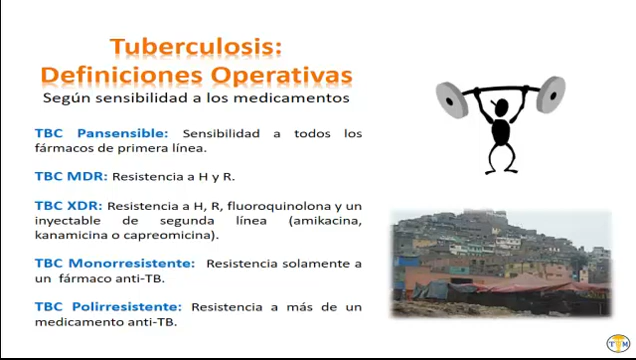 Tuberculosis:
Definiciones Operativas
Según sensibilidad a los medicamentos
TBC Pansensible: Sensibilidad a todos los
fármacos de primera línea.
TBC MDR: Resistencia a H y R.
TBC XDR: Resistencia a H, R, fluoroquinolona y un
inyectable de segunda línea (amikacina,
kanamicina o capreomicina).
TBC Monorresistente: Resistencia solamente a
un fármaco anti-TB.
TBC Polirresistente: Resistencia a más de un
medicamento anti-TB.